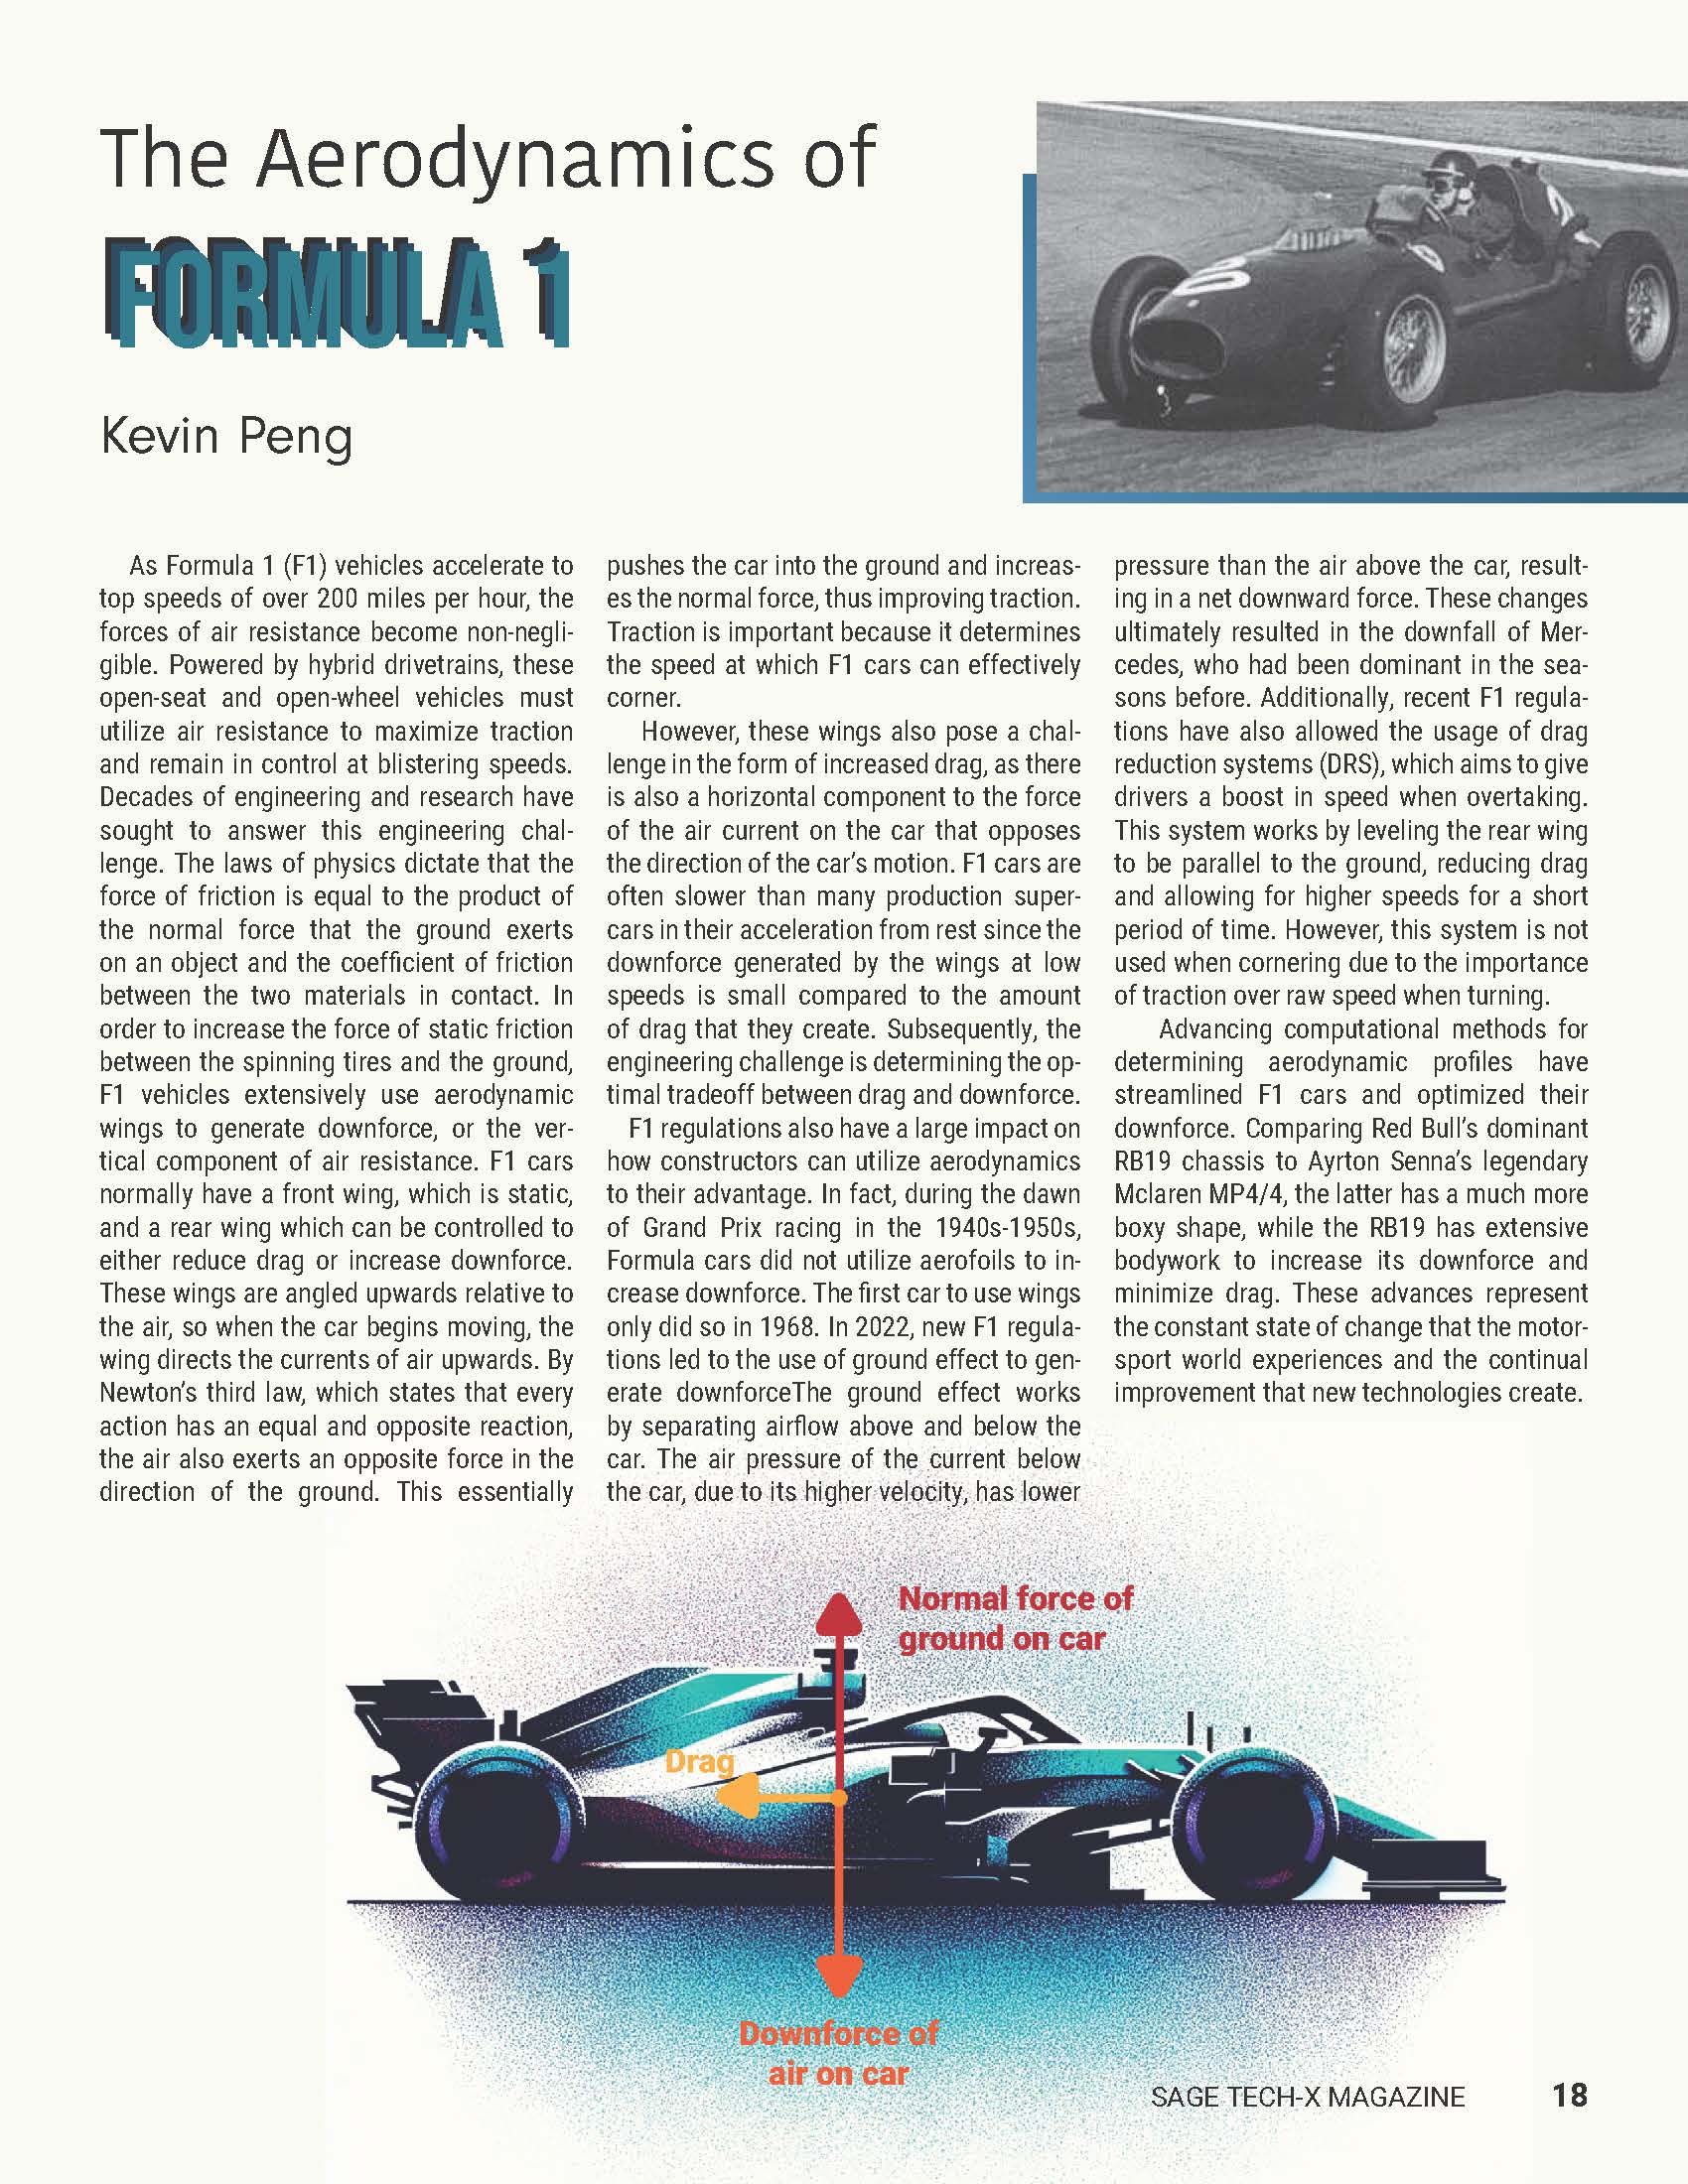 The Aerodynamics of
FORMULA 1
Kevin Peng
As Formula 1 (F1) vehicles accelerate to
top speeds of over 200 miles per hour, the
forces of air resistance become non-negli-
gible. Powered by hybrid drivetrains, these
open-seat and open-wheel vehicles must
utilize air resistance to maximize traction
and remain in control at blistering speeds.
Decades of engineering and research have
sought to answer this engineering chal-
lenge. The laws of physics dictate that the
force of friction is equal to the product of
the normal force that the ground exerts
on an object and the coefficient of friction
between the two materials in contact. In
order to increase the force of static friction
between the spinning tires and the ground,
F1 vehicles extensively use aerodynamic
wings to generate downforce, or the ver-
tical component of air resistance. F1 cars
normally have a front wing, which is static,
and a rear wing which can be controlled to
either reduce drag or increase downforce.
These wings are angled upwards relative to
the air, so when the car begins moving, the
wing directs the currents of air upwards. By
Newton's third law, which states that every
action has an equal and opposite reaction,
the air also exerts an opposite force in the
direction of the ground. This essentially
pushes the car into the ground and increas-
es the normal force, thus improving traction.
Traction is important because it determines
the speed at which F1 cars can effectively
corner.
However, these wings also pose a chal-
lenge in the form of increased drag, as there
is also a horizontal component to the force
of the air current on the car that opposes
the direction of the car's motion. F1 cars are
often slower than many production super-
cars in their acceleration from rest since the
downforce generated by the wings at low
speeds is small compared to the amount
of drag that they create. Subsequently, the
engineering challenge is determining the op-
timal tradeoff between drag and downforce.
F1 regulations also have a large impact on
how constructors can utilize aerodynamics
to their advantage. In fact, during the dawn
of Grand Prix racing in the 1940s-1950s,
Formula cars did not utilize aerofoils to in-
crease downforce. The first car to use wings
only did so in 1968. In 2022, new F1 regula-
tions led to the use of ground effect to gen-
erate downforceThe ground effect works
by separating airflow above and below the
car. The air pressure of the current below
the car, due to its higher velocity, has lower
pressure than the air above the car, result-
ing in a net downward force. These changes
ultimately resulted in the downfall of Mer-
cedes, who had been dominant in the sea-
sons before. Additionally, recent F1 regula-
tions have also allowed the usage of drag
reduction systems (DRS), which aims to give
drivers a boost in speed when overtaking.
This system works by leveling the rear wing
to be parallel to the ground, reducing drag
and allowing for higher speeds for a short
period of time. However, this system is not
used when cornering due to the importance
of traction over raw speed when turning.
Advancing computational methods for
determining aerodynamic profiles have
streamlined F1 cars and optimized their
downforce. Comparing Red Bull's dominant
RB19 chassis to Ayrton Senna's legendary
Mclaren MP4/4, the latter has a much more
boxy shape, while the RB19 has extensive
bodywork to increase its downforce and
minimize drag. These advances represent
the constant state of change that the motor-
sport world experiences and the continual
improvement that new technologies create.
Normal force of
ground on car
Drag
Downforce of
air on car
SAGE TECH-X MAGAZINE 18